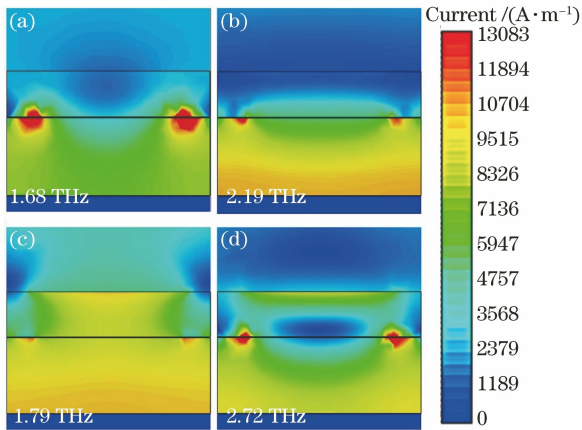 Current /(A·m⁻¹)
(a)
1.68 THz
(b)
2.19 THz
(c)
1.79 THz
(d)
2.72 THz
13083
11894
10704
9515
8326
7136
5947
4757
3568
2379
1189
0